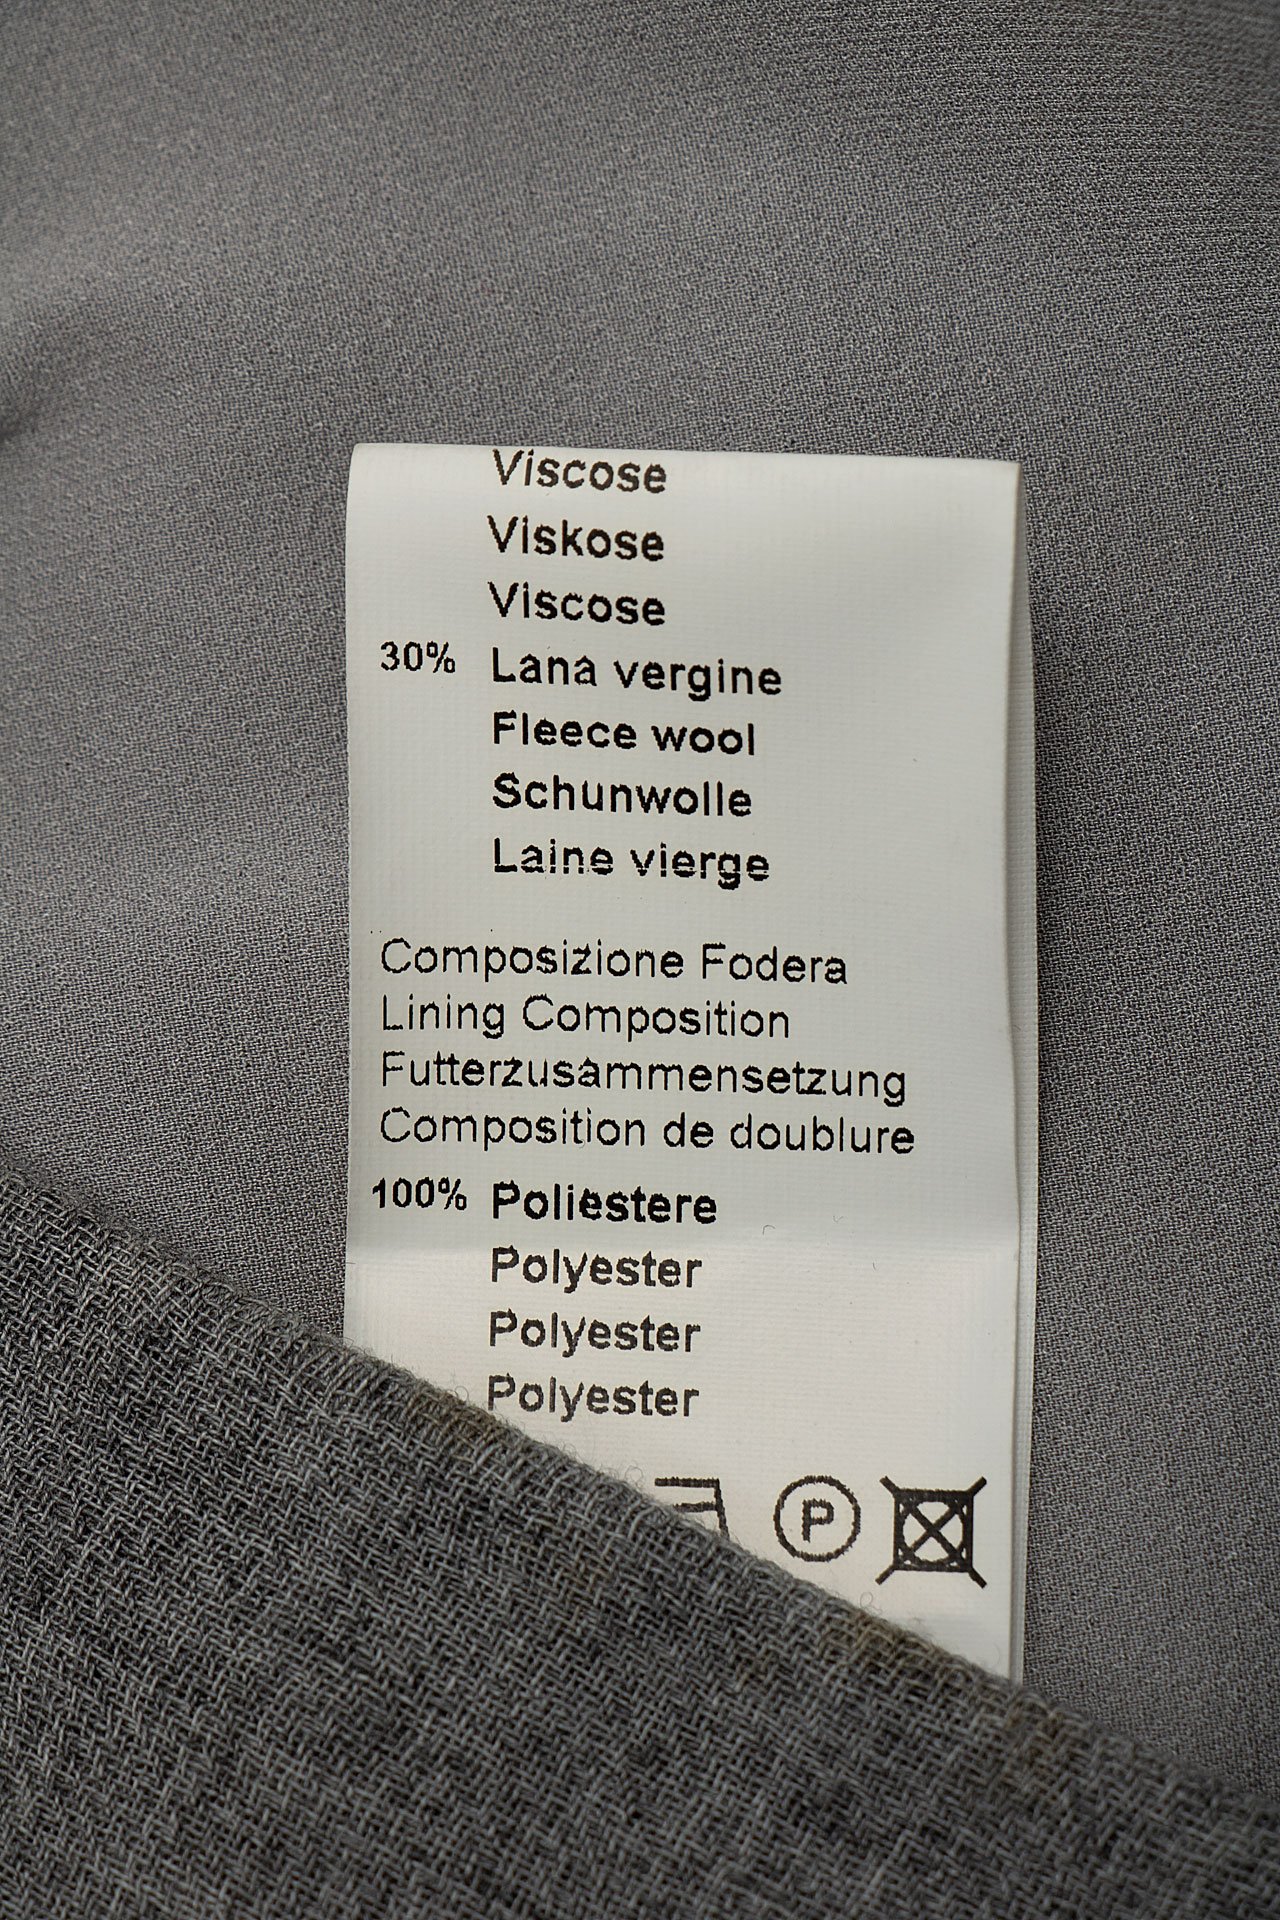 Viscose
Viskose
Viscose
30% Lana vergine
Fleece wool
Schunwolle
Laine vierge
Composizione Fodera
Lining Composition
Futterzusammensetzung
Composition de doublure
100% Poliestere
Polyester
Polyester
Polyester
P